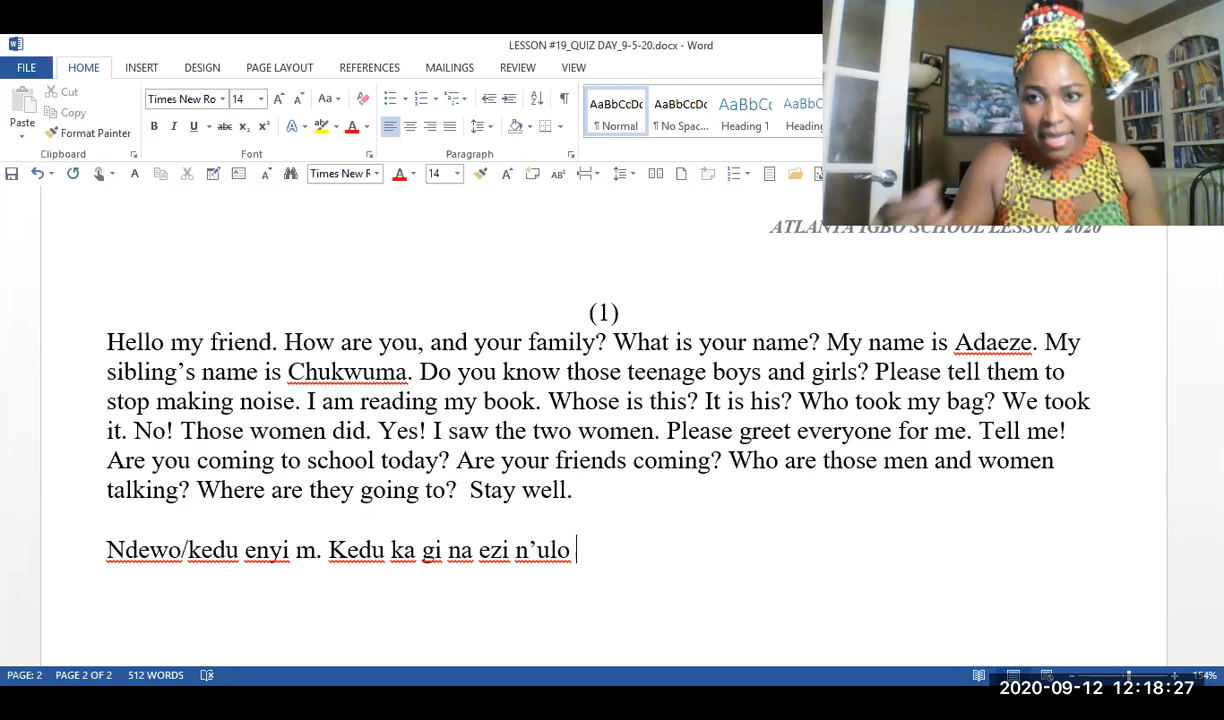 LESSON #19_QUIZ DAY_9-5-20.docx - Word
FILE HOME INSERT DESIGN PAGE LAYOUT REFERENCES MAILINGS REVIEW VIEW
Cut
Copy
Paste
Format Painter
Times New Ro 14
AaBbCcDc AaBbCcDc AaBbC AaBbCc
¶ Normal ¶ No Spac... Heading 1 Heading
Clipboard Font Paragraph
Times New R 14
ATLANTA IGBO SCHOOL LESSON 2020
(1)
Hello my friend. How are you, and your family? What is your name? My name is Adaeze. My
sibling’s name is Chukwuma. Do you know those teenage boys and girls? Please tell them to
stop making noise. I am reading my book. Whose is this? It is his? Who took my bag? We took
it. No! Those women did. Yes! I saw the two women. Please greet everyone for me. Tell me!
Are you coming to school today? Are your friends coming? Who are those men and women
talking? Where are they going to?  Stay well.
Ndewo/kedu enyi m. Kedu ka gi na ezi n’ulo
PAGE: 2 PAGE 2 OF 2 512 WORDS 154%
2020-09-12 12:18:27